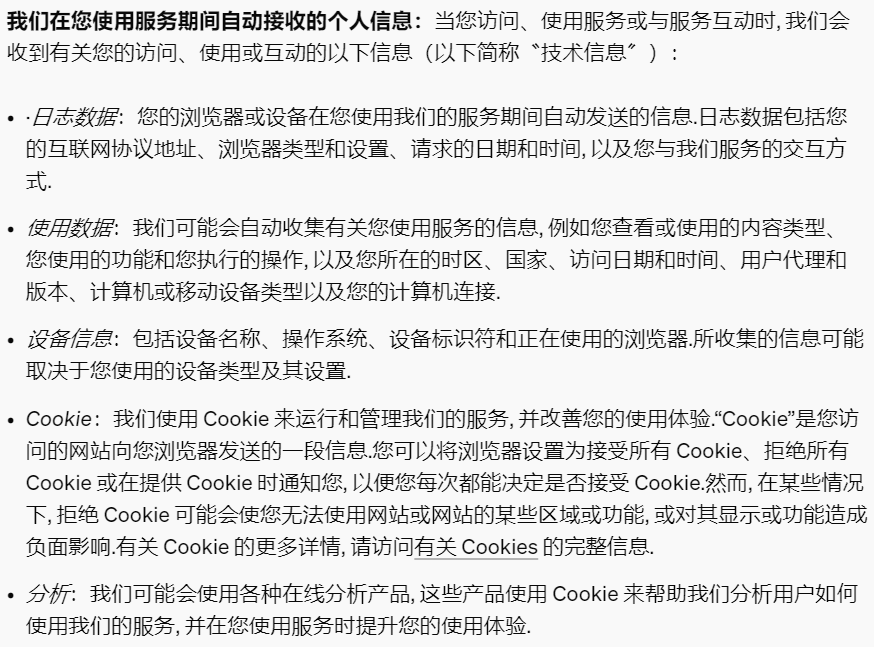 我们在您使用服务期间自动接收的个人信息：当您访问、使用服务或与服务互动时, 我们会
收到有关您的访问、使用或互动的以下信息（以下简称〝技术信息〞）:
• ·日志数据：您的浏览器或设备在您使用我们的服务期间自动发送的信息.日志数据包括您
的互联网协议地址、浏览器类型和设置、请求的日期和时间, 以及您与我们服务的交互方
式.
• 使用数据：我们可能会自动收集有关您使用服务的信息, 例如您查看或使用的内容类型、
您使用的功能和您执行的操作, 以及您所在的时区、国家、访问日期和时间、用户代理和
版本、计算机或移动设备类型以及您的计算机连接.
• 设备信息：包括设备名称、操作系统、设备标识符和正在使用的浏览器.所收集的信息可能
取决于您使用的设备类型及其设置.
• Cookie：我们使用 Cookie 来运行和管理我们的服务, 并改善您的使用体验.“Cookie”是您访
问的网站向您浏览器发送的一段信息.您可以将浏览器设置为接受所有 Cookie、拒绝所有
Cookie 或在提供 Cookie 时通知您, 以便您每次都能决定是否接受 Cookie.然而, 在某些情况
下, 拒绝 Cookie 可能会使您无法使用网站或网站的某些区域或功能, 或对其显示或功能造成
负面影响.有关 Cookie 的更多详情, 请访问有关 Cookies 的完整信息.
• 分析：我们可能会使用各种在线分析产品, 这些产品使用 Cookie 来帮助我们分析用户如何
使用我们的服务, 并在您使用服务时提升您的使用体验.